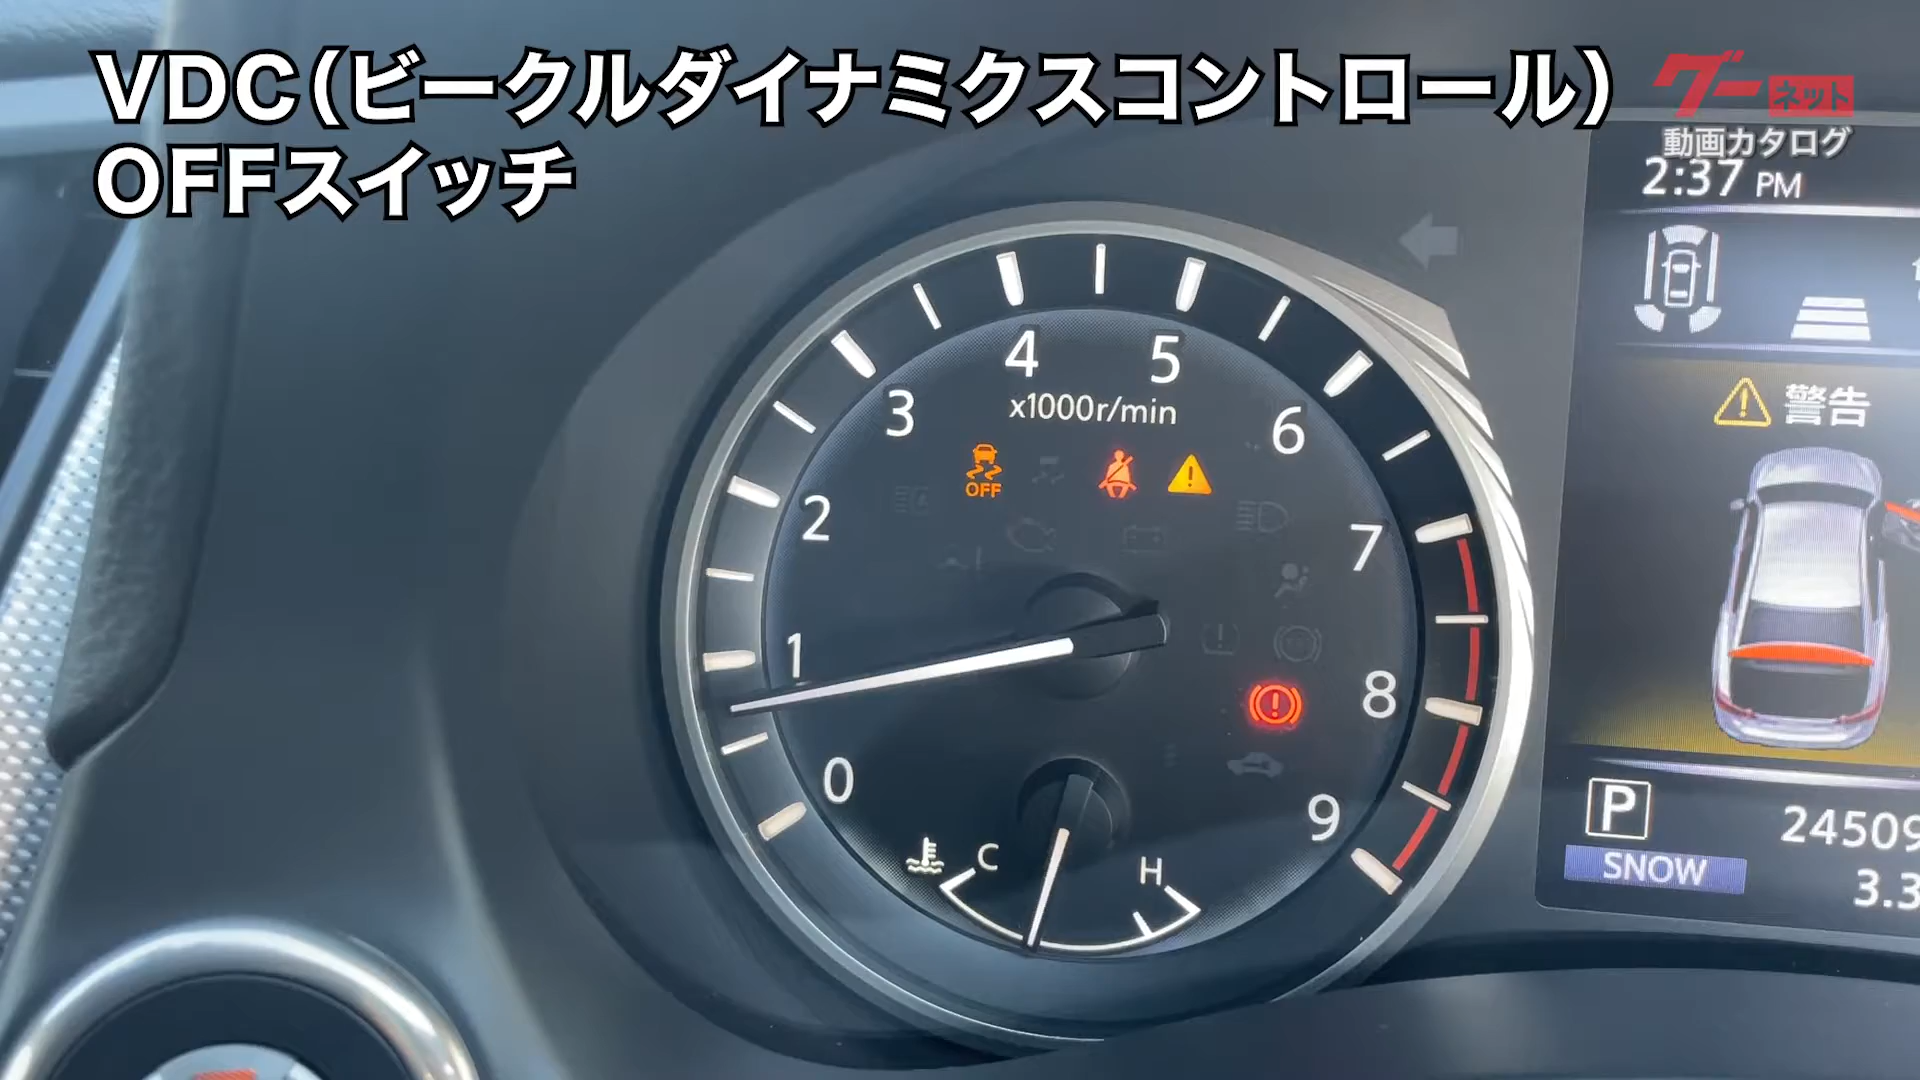 VDC（ビークルダイナミクスコントロール）
OFFスイッチ
グーネット
動画カタログ
2:37 PM
4
5
x1000r/min
3
6
OFF
2
7
警告
1
8
0
9
C
H
P
SNOW
24509
3.3